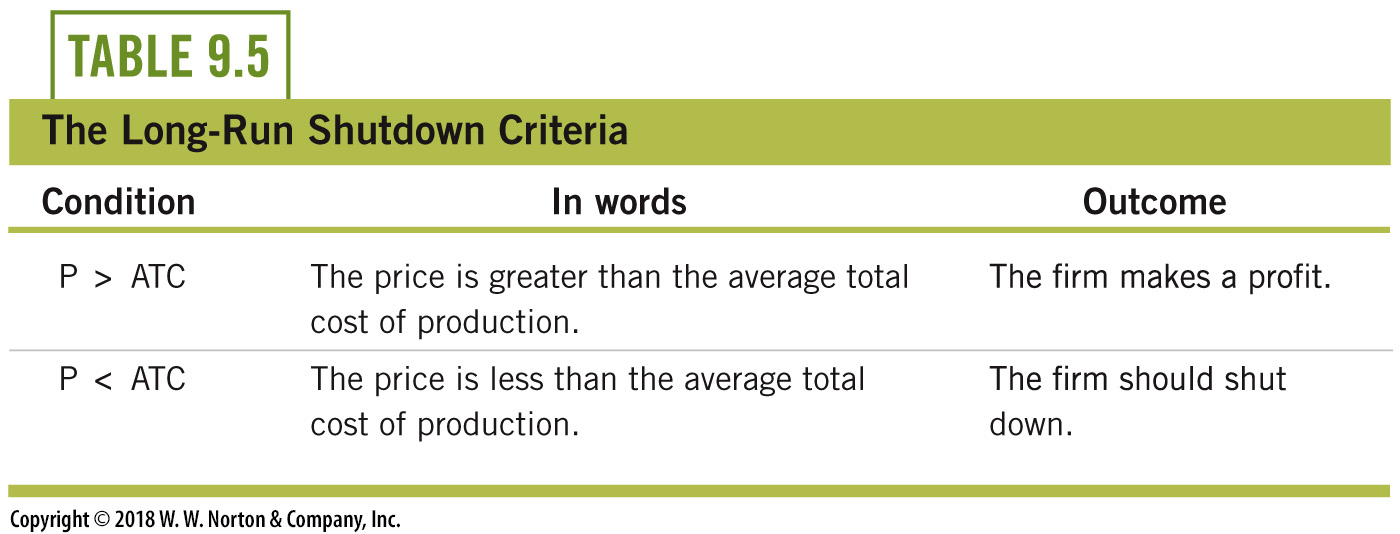 TABLE 9.5
The Long-Run Shutdown Criteria
Condition In words Outcome
P > ATC The price is greater than the average total The firm makes a profit.
cost of production.
P < ATC The price is less than the average total The firm should shut
cost of production. down.
Copyright © 2018 W. W. Norton & Company, Inc.